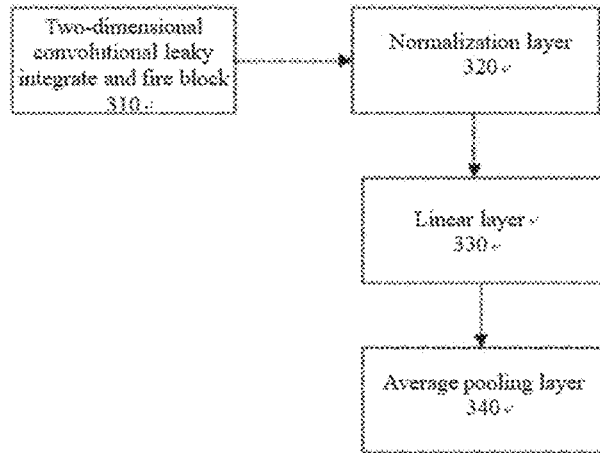 Two-dimensional
convolutional leaky
integrate and fire block
310
Normalization layer
320
Linear layer
330
Average pooling layer
340